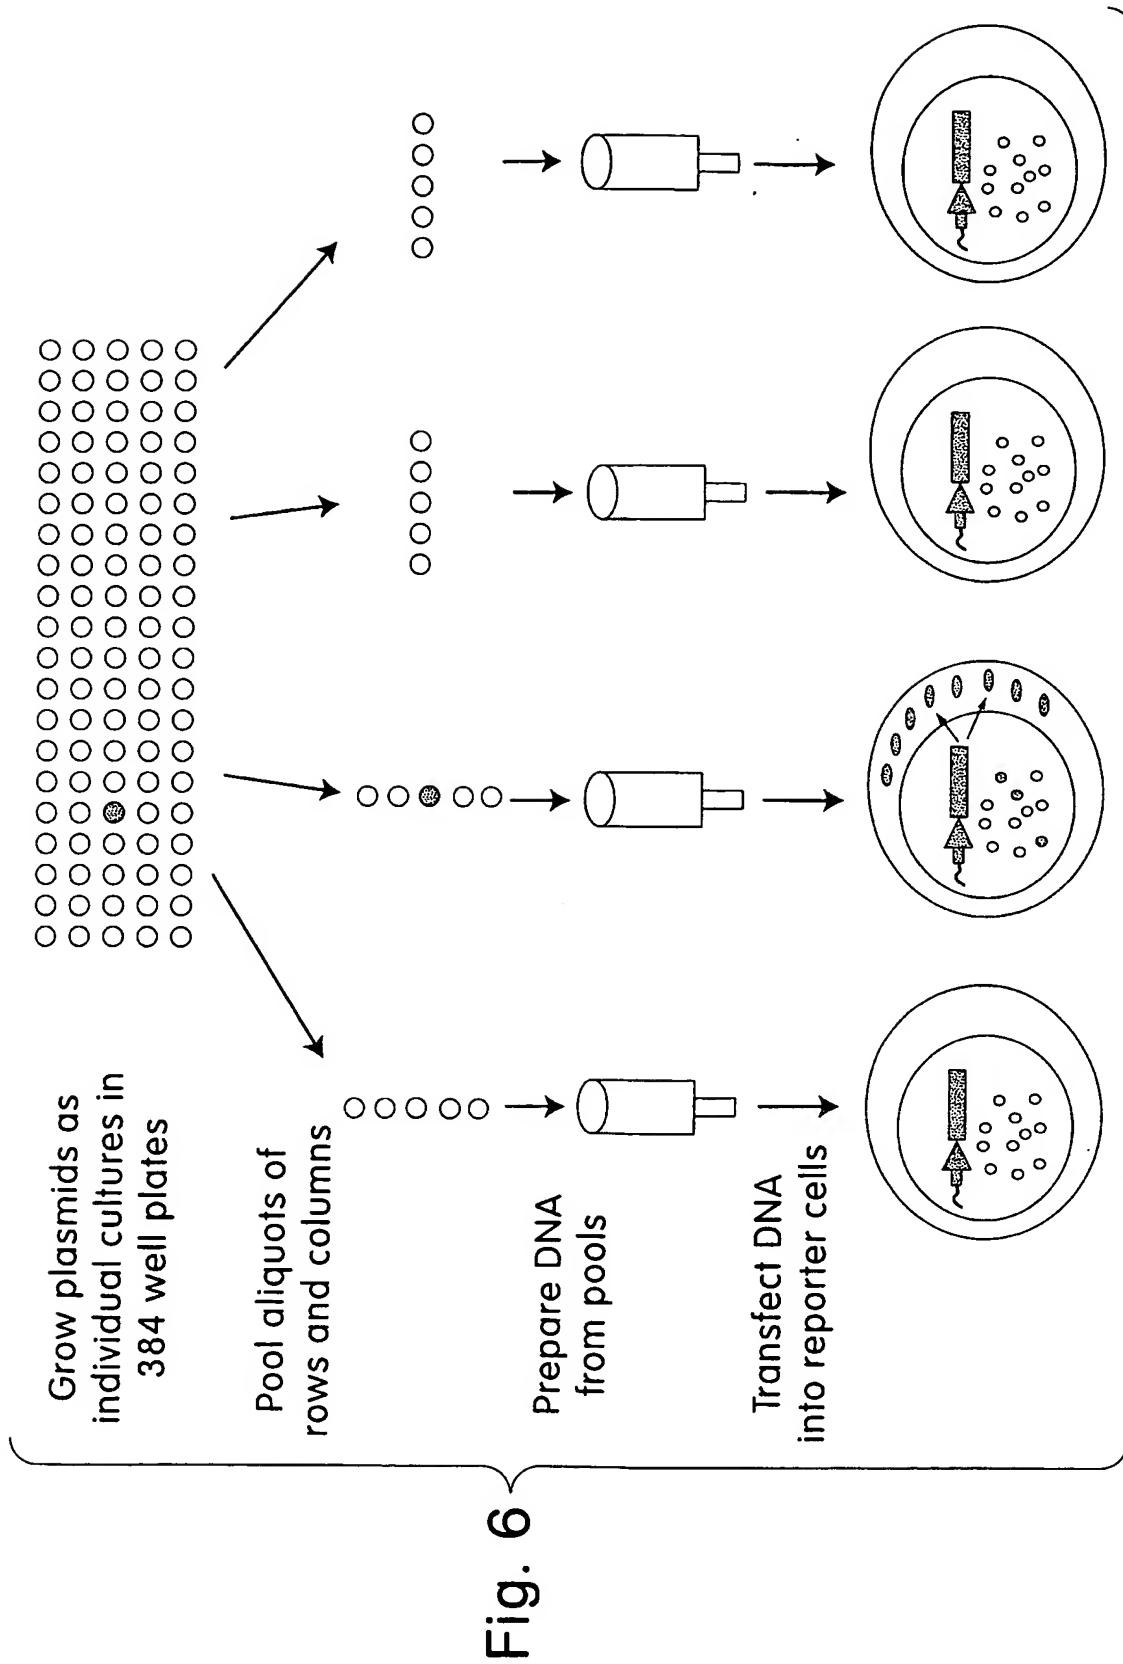 Grow plasmids as
individual cultures in
384 well plates
Pool aliquots of
rows and columns
Prepare DNA
from pools
Transfect DNA
into reporter cells
Fig. 6